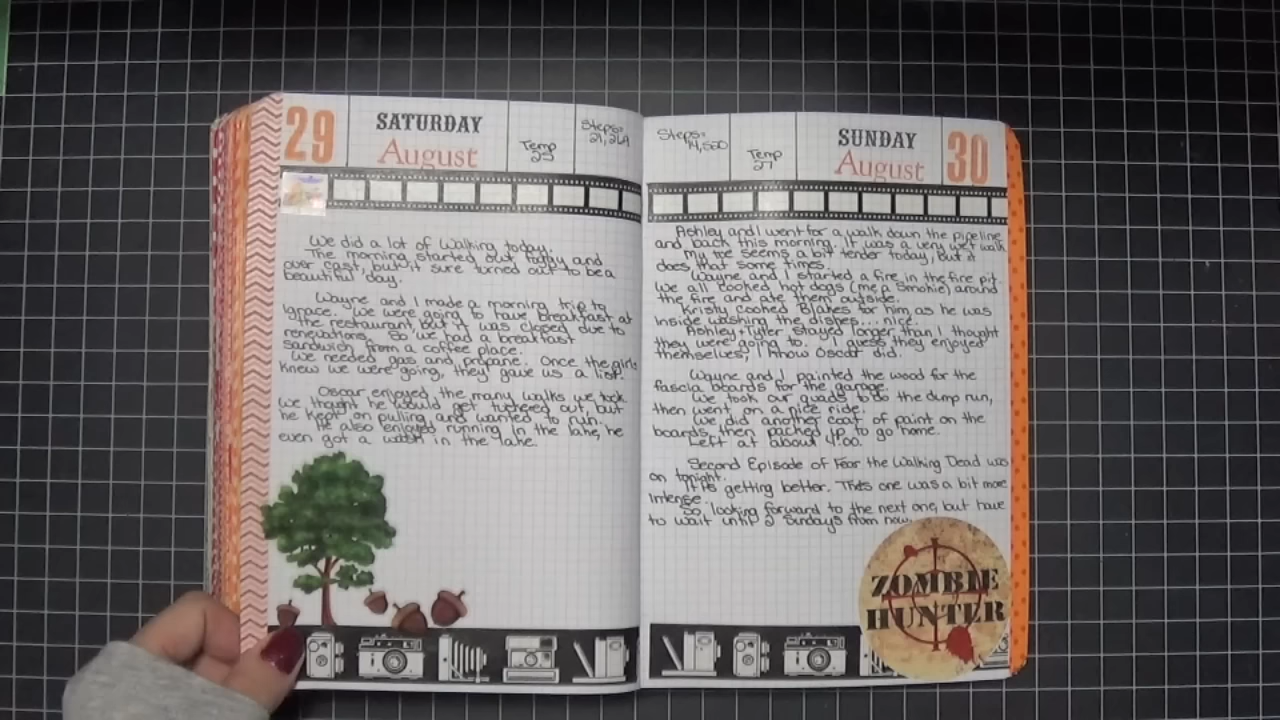 29
SATURDAY
August
Temp
25
Steps:
We did a lot of walking today.
The morning started out foggy and
over cast, but it sure turned out to be a
beautiful day.
Wayne and I made a morning trip to
Ignace. We were going to have breakfast at
the restaurant, but it was closed due to
renovations. So we had a breakfast
sandwich from a coffee place.
We needed gas and propane. Once the girls
knew we were going, they gave us a list.
Oscar enjoyed the many walks we took.
We thought he would get tuckered out, but
he kept on pulling and wanted to run.
He also enjoyed running in the lake, he
even got a wash in the lake.
Steps:
14,520
Temp
27
SUNDAY
August
30
Ashley and I went for a walk down the pipeline
and back this morning. It was a very wet walk
My toe seems a bit tender today, but it
does that some times.
Wayne and I started a fire in the fire pit.
We all cooked hot dogs (me a Smokie) around
the fire and ate them outside.
Kristy cooked Blakes for him as he was
inside washing the dishes.... nice.
Ashley + Tyler stayed longer than I thought
they were going to. I guess they enjoyed
themselves, I know Oscar did.
Wayne and I painted the wood for the
fascia boards for the garage.
We took our quads to do the dump run,
then went on a nice ride.
We did another coat of paint on the
boards, then packed up to go home.
Left at about 4:00.
Second Episode of Fear the Walking Dead was
on tonight.
It is getting better. This one was a bit more
intense.
So, looking forward to the next one, but have
to wait until 2 Sundays from now.
ZOMBIE
HUNTER